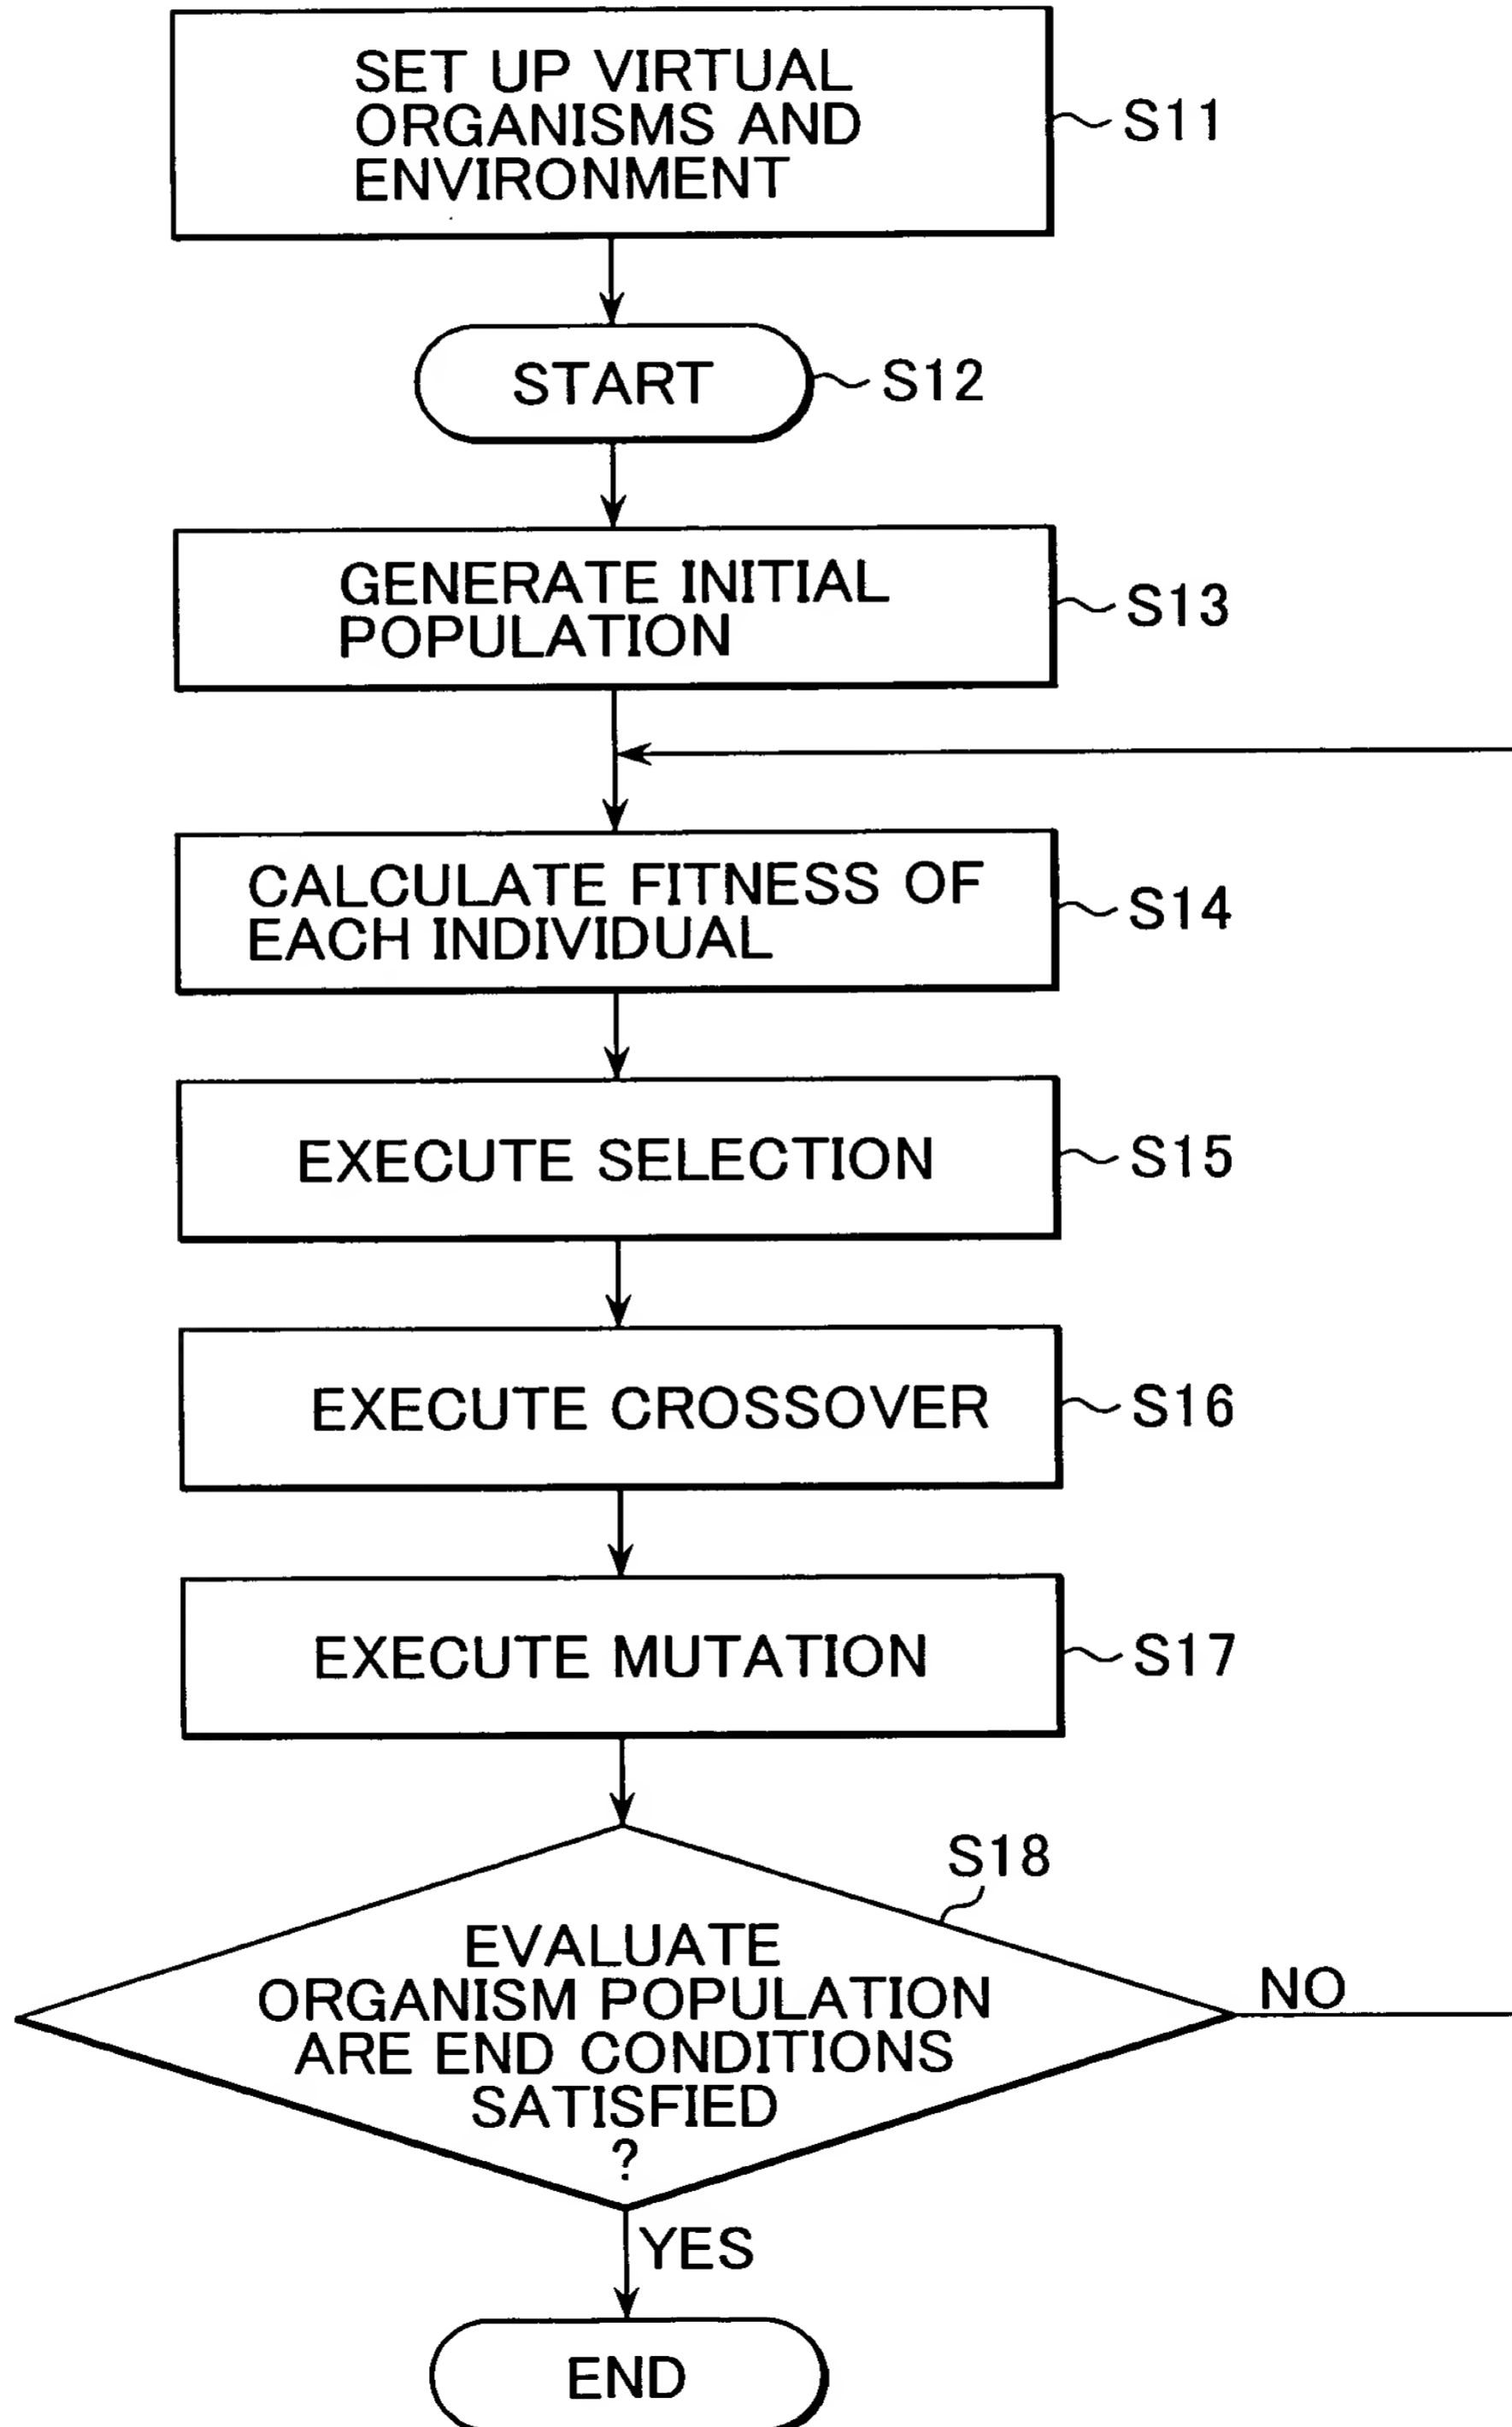 SET UP VIRTUAL
ORGANISMS AND
ENVIRONMENT
S11
START
S12
GENERATE INITIAL
POPULATION
S13
CALCULATE FITNESS OF
EACH INDIVIDUAL
S14
EXECUTE SELECTION
S15
EXECUTE CROSSOVER
S16
EXECUTE MUTATION
S17
S18
EVALUATE
ORGANISM POPULATION
ARE END CONDITIONS
SATISFIED
?
NO
YES
END